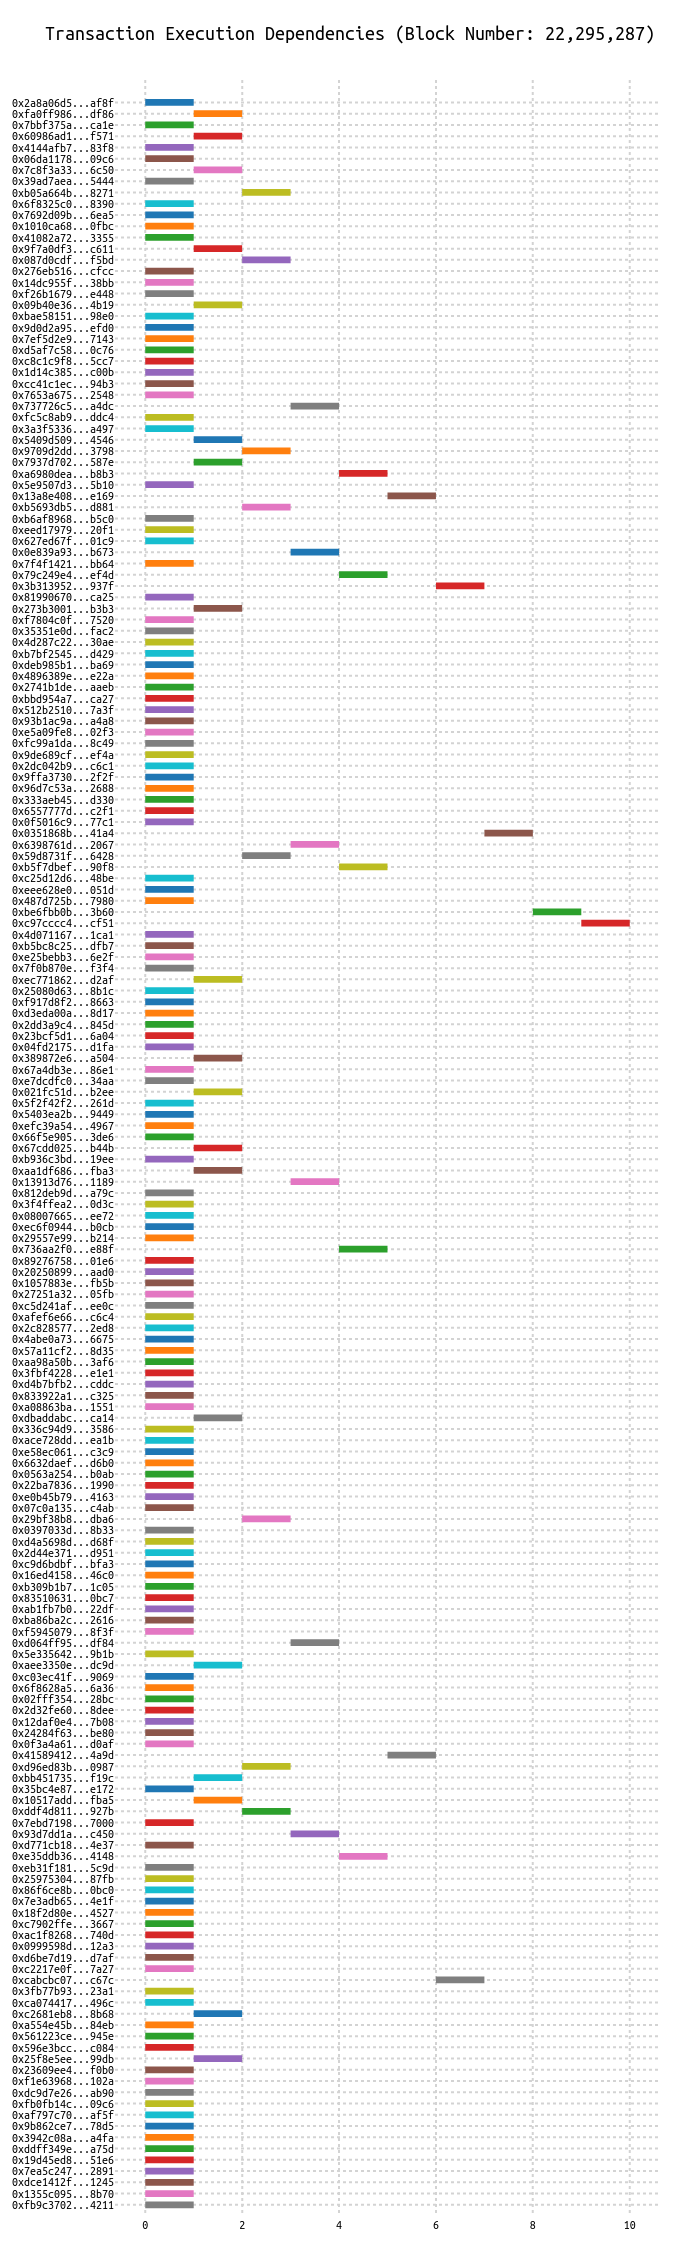 Transaction Execution Dependencies (Block Number: 22,295,287)
0x2a8a06d5...af8f
0xfa0ff986...df86
0x7bbf375a...ca1e
0x60986ad1...f571
0x4144afb7...83f8
0x06da1178...09c6
0x7c8f3a33...6c50
0x39ad7aea...5444
0xb05a664b...8271
0x6f8325c0...8390
0x7692d09b...6ea5
0x1010ca68...0fbc
0x41082a72...3355
0x9f7a0df3...c611
0x087d0cdf...f5bd
0x276eb516...cfcc
0x14dc955f...38bb
0xf26b1679...e448
0x09b40e36...4b19
0xbae58151...98e0
0x9d0d2a95...efd0
0x7ef5d2e9...7143
0xd5af7c58...0c76
0xc8c1c9f8...5cc7
0x1d14c385...c00b
0xcc41c1ec...94b3
0x7653a675...2548
0x737726c5...a4dc
0xfc5c8ab9...ddc4
0x3a3f5336...a497
0x5409d509...4546
0x9709d2dd...3798
0x7937d702...587e
0xa6980dea...b8b3
0x5e9507d3...5b10
0x13a8e408...e169
0xb5693db5...d881
0xb6af8968...b5c0
0xeed17979...20f1
0x627ed67f...01c9
0x0e839a93...b673
0x7f4f1421...bb64
0x79c249e4...ef4d
0x3b313952...937f
0x81990670...ca25
0x273b3001...b3b3
0xf7804c0f...7520
0x35351e0d...fac2
0x4d287c22...30ae
0xb7bf2545...d429
0xdeb985b1...ba69
0x4896389e...e22a
0x2741b1de...aaeb
0xbbd954a7...ca27
0x512b2510...7a3f
0x93b1ac9a...a4a8
0xe5a09fe8...02f3
0xfc99a1da...8c49
0x9de689cf...ef4a
0x2dc042b9...c6c1
0x9ffa3730...2f2f
0x96d7c53a...2688
0x333aeb45...d330
0x6557777d...c2f1
0x0f5016c9...77c1
0x0351868b...41a4
0x6398761d...2067
0x59d8731f...6428
0xb5f7dbef...90f8
0xc25d12d6...48be
0xeee628e0...051d
0x487d725b...7980
0xbe6fbb0b...3b60
0xc97cccc4...cf51
0x4d071167...1ca1
0xb5bc8c25...dfb7
0xe25bebb3...6e2f
0x7f0b870e...f3f4
0xec771862...d2af
0x25080d63...8b1c
0xf917d8f2...8663
0xd3eda00a...8d17
0x2dd3a9c4...845d
0x23bcf5d1...6a04
0x04fd2175...d1fa
0x389872e6...a504
0x67a4db3e...86e1
0xe7dcdfc0...34aa
0x021fc51d...b2ee
0x5f2f42f2...261d
0x5403ea2b...9449
0xefc39a54...4967
0x66f5e905...3de6
0x67cdd025...b44b
0xb936c3bd...19ee
0xaa1df686...fba3
0x13913d76...1189
0x812deb9d...a79c
0x3f4ffea2...0d3c
0x08007665...ee72
0xec6f0944...b0cb
0x29557e99...b214
0x736aa2f0...e88f
0x89276758...01e6
0x20250899...aad0
0x1057883e...fb5b
0x27251a32...05fb
0xc5d241af...ee0c
0xafef6e66...c6c4
0x2c828577...2ed8
0x4abe0a73...6675
0x57a11cf2...8d35
0xaa98a50b...3af6
0x3fbf4228...e1e1
0xd4b7bfb2...cddc
0x833922a1...c325
0xa08863ba...1551
0xdbaddabc...ca14
0x336c94d9...3586
0xace728dd...ea1b
0xe58ec061...c3c9
0x6632daef...d6b0
0x0563a254...b0ab
0x22ba7836...1990
0xe0b45b79...4163
0x07c0a135...c4ab
0x29bf38b8...dba6
0x0397033d...8b33
0xd4a5698d...d68f
0x2d44e371...d951
0xc9d6bdbf...bfa3
0x16ed4158...46c0
0xb309b1b7...1c05
0x83510631...0bc7
0xab1fb7b0...22df
0xba86ba2c...2616
0xf5945079...8f3f
0xd064ff95...df84
0x5e335642...9b1b
0xaee3350e...dc9d
0xc03ec41f...9069
0x6f8628a5...6a36
0x02fff354...28bc
0x2d32fe60...8dee
0x12daf0e4...7b08
0x24284f63...be80
0x0f3a4a61...d0af
0x41589412...4a9d
0xd96ed83b...0987
0xbb451735...f19c
0x35bc4e87...e172
0x10517add...fba5
0xddf4d811...927b
0x7ebd7198...7000
0x93d7dd1a...c450
0xd771cb18...4e37
0xe35ddb36...4148
0xeb31f181...5c9d
0x25975304...87fb
0x86f6ce8b...0bc0
0x7e3adb65...4e1f
0x18f2d80e...4527
0xc7902ffe...3667
0xac1f8268...740d
0x0999598d...12a3
0xd6be7d19...d7af
0xc2217e0f...7a27
0xcabcbc07...c67c
0x3fb77b93...23a1
0xca074417...496c
0xc2681eb8...8b68
0xa554e45b...84eb
0x561223ce...945e
0x596e3bcc...c084
0x25f8e5ee...99db
0x23609ee4...f0b0
0xf1e63968...102a
0xdc9d7e26...ab90
0xfb0fb14c...09c6
0xaf797c70...af5f
0x9b862ce7...78d5
0x3942c08a...a4fa
0xddff349e...a75d
0x19d45ed8...51e6
0x7ea5c247...2891
0xdce1412f...1245
0x1355c095...8b70
0xfb9c3702...4211
0 2 4 6 8 10